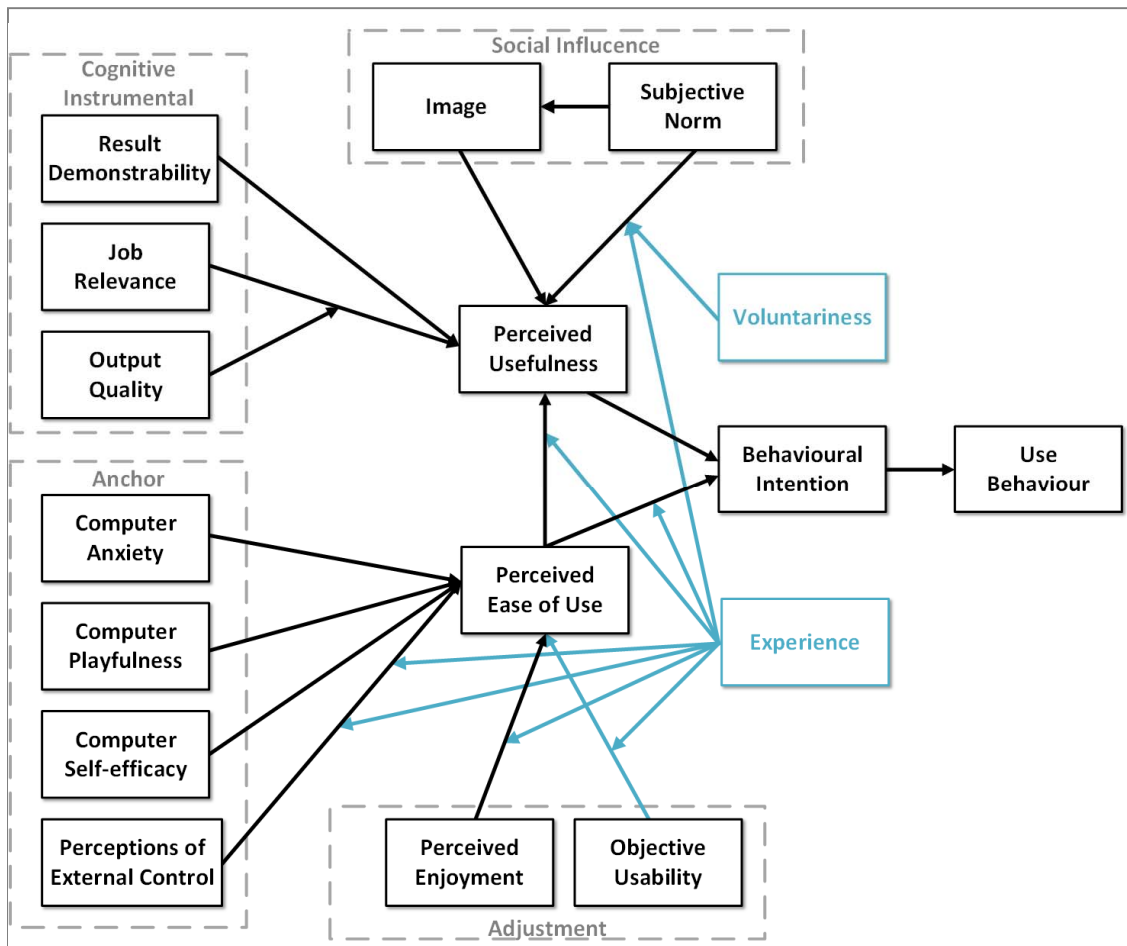 Social Influcence
Image
Subjective
Norm
Cognitive
Instrumental
Result
Demonstrability
Job
Relevance
Output
Quality
Perceived
Usefulness
Voluntariness
Behavioural
Intention
Use
Behaviour
Anchor
Computer
Anxiety
Computer
Playfulness
Computer
Self-efficacy
Perceptions of
External Control
Perceived
Ease of Use
Experience
Perceived
Enjoyment
Objective
Usability
Adjustment